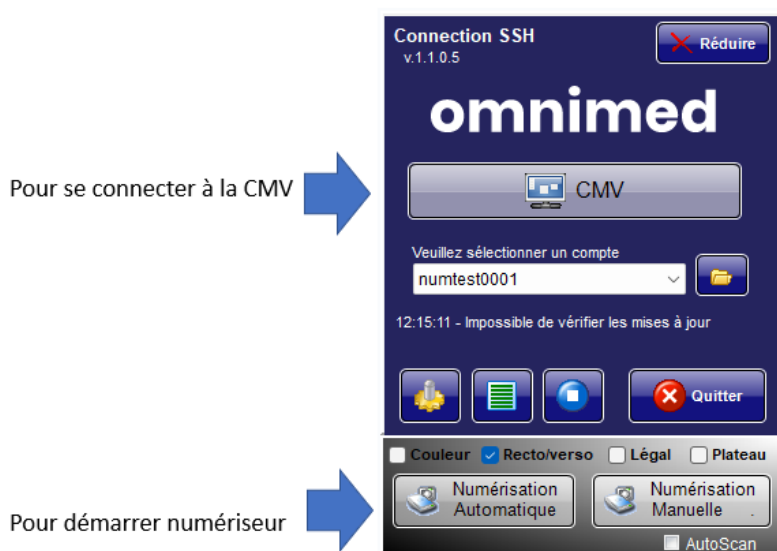 Connection SSH
v.1.1.0.5
Réduire
omnimed
Pour se connecter à la CMV
CMV
Veuillez sélectionner un compte
numtest0001
12:15:11 - Impossible de vérifier les mises à jour
Quitter
Couleur Recto/verso Légal Plateau
Numérisation
Automatique
Numérisation
Manuelle .
Pour démarrer numériseur
AutoScan